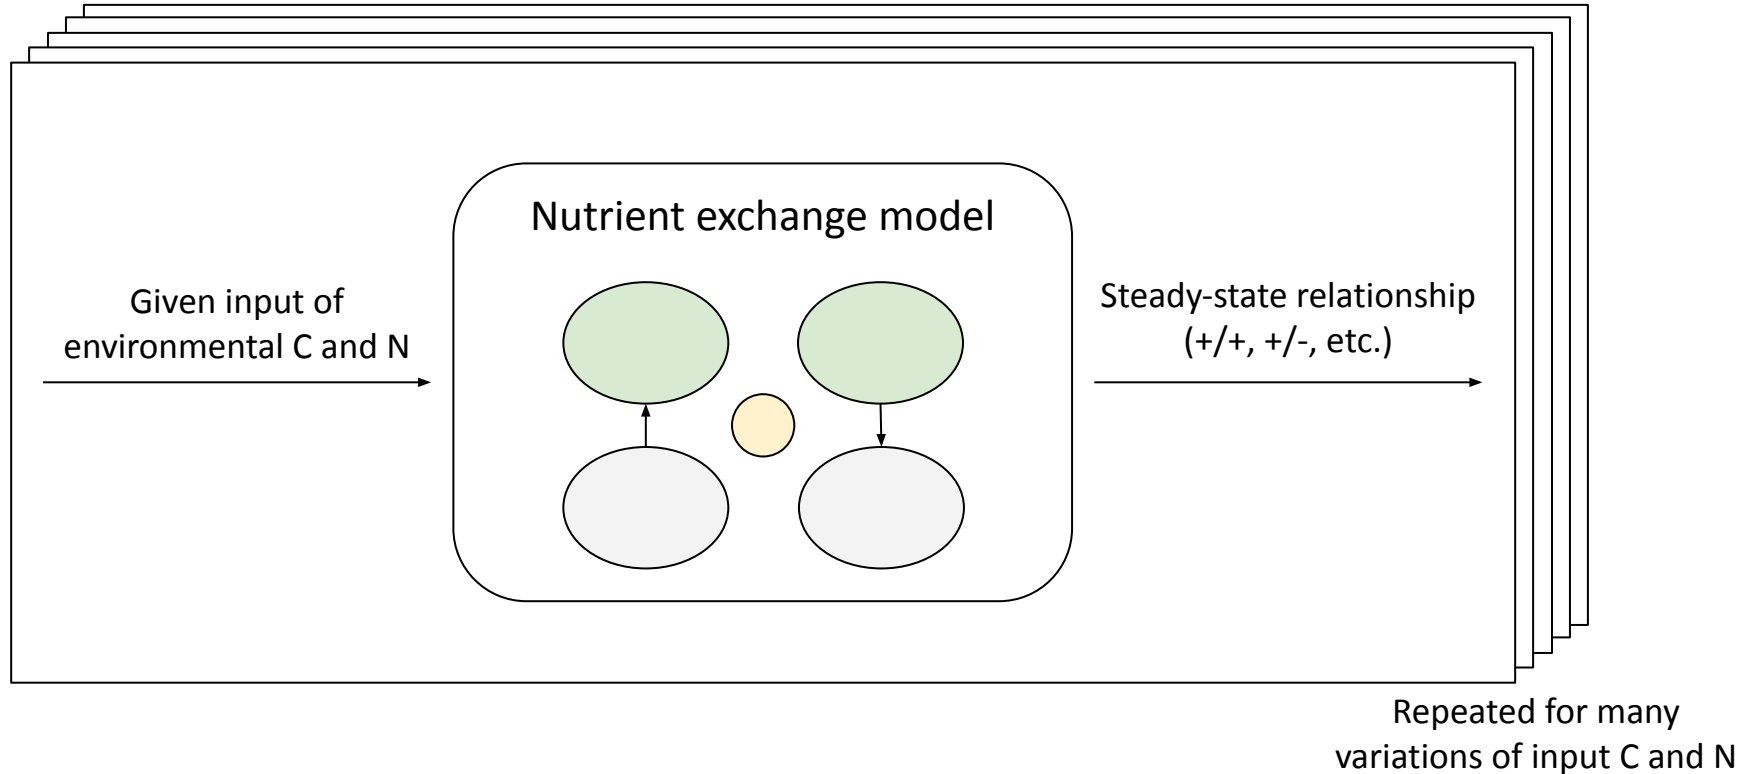 Nutrient exchange model
Given input of
environmental C and N
Steady-state relationship
(+/+, +/-, etc.)
Repeated for many
variations of input C and N